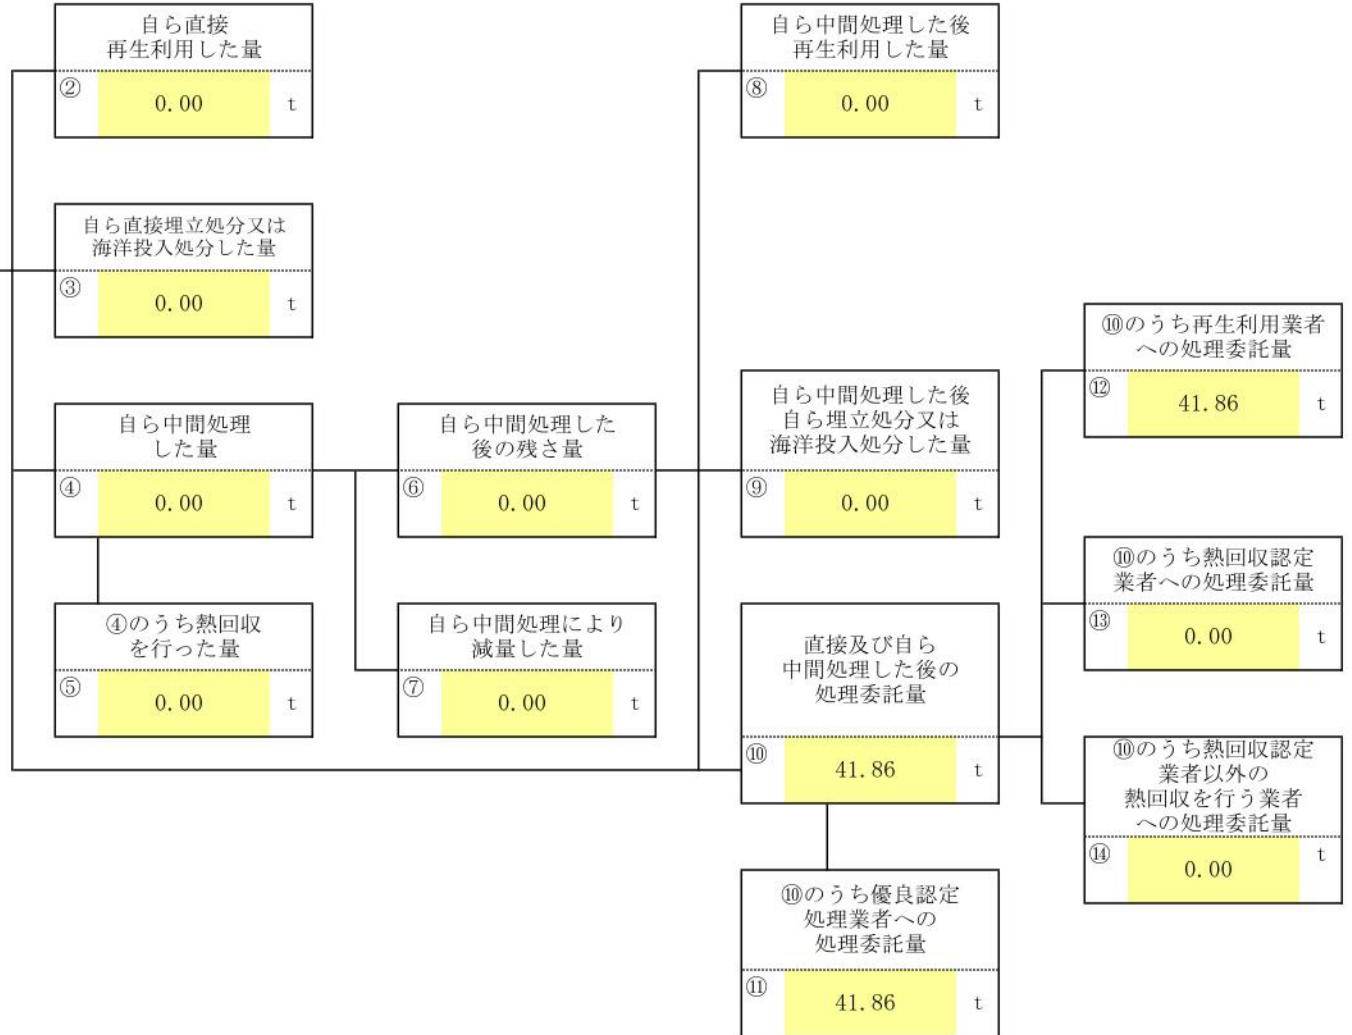 自ら直接
再生利用した量
②
0.00
t
自ら中間処理した後
再生利用した量
⑧
0.00
t
自ら直接埋立処分又は
海洋投入処分した量
③
0.00
t
⑩のうち再生利用業者
への処理委託量
⑫
41.86
t
自ら中間処理
した量
④
0.00
t
自ら中間処理した
後の残さ量
⑥
0.00
t
自ら中間処理した後
自ら埋立処分又は
海洋投入処分した量
⑨
0.00
t
⑩のうち熱回収認定
業者への処理委託量
⑬
0.00
t
④のうち熱回収
を行った量
⑤
0.00
t
自ら中間処理により
減量した量
⑦
0.00
t
直接及び自ら
中間処理した後の
処理委託量
⑩
41.86
t
⑩のうち熱回収認定
業者以外の
熱回収を行う業者
への処理委託量
⑭
0.00
t
⑩のうち優良認定
処理業者への
処理委託量
⑪
41.86
t